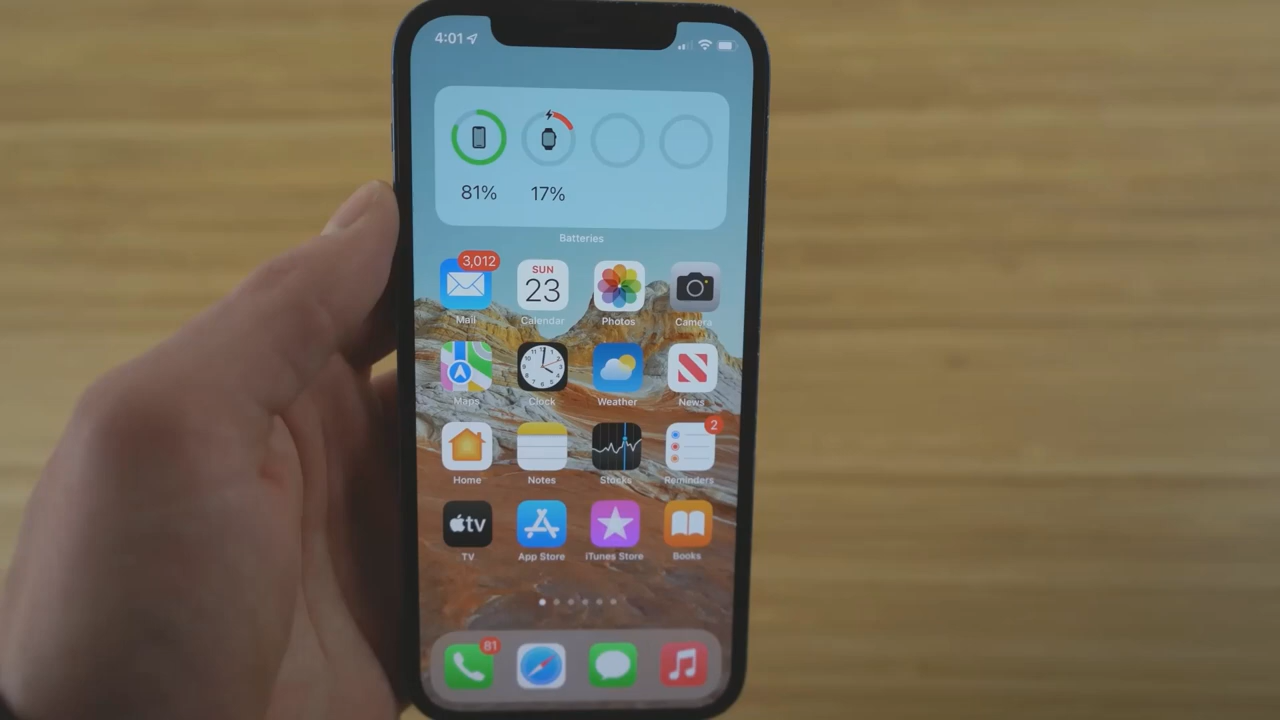 4:01
81% 17%
Batteries
3,012
SUN
23
Mail Calendar Photos Camera
Maps Clock Weather News
2
Home Notes Stocks Reminders
tv
TV App Store iTunes Store Books
81